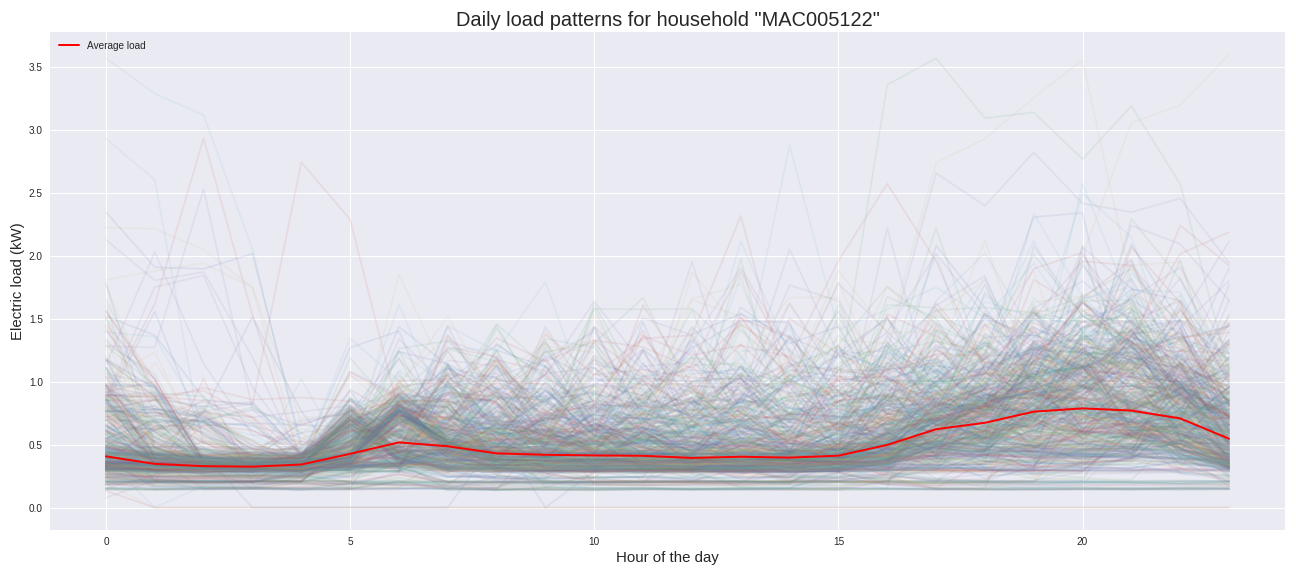 Daily load patterns for household "MAC005122"
Average load
Electric load (kW)
3.5
3.0
2.5
2.0
1.5
1.0
0.5
0.0
0 5 10 15 20
Hour of the day